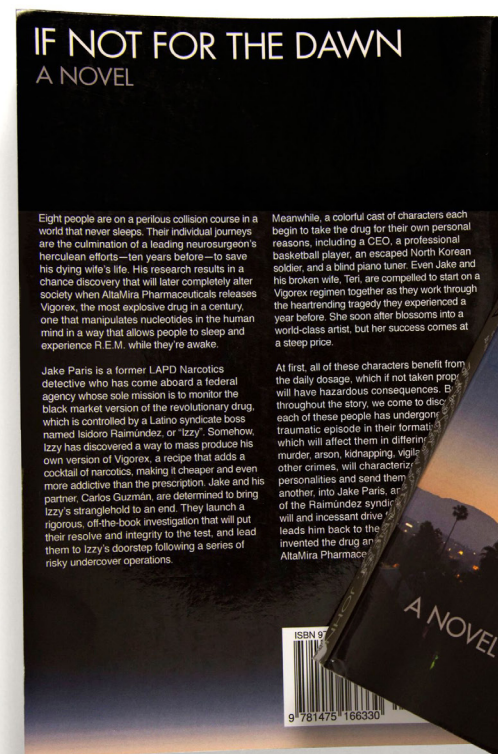 IF NOT FOR THE DAWN
A NOVEL
Eight people are on a perilous collision course in a
world that never sleeps. Their individual journeys
are the culmination of a leading neurosurgeon's
herculean efforts—ten years before—to save
his dying wife's life. His research results in a
chance discovery that will later completely alter
society when AltaMira Pharmaceuticals releases
Vigorex, the most explosive drug in a century,
one that manipulates nucleotides in the human
mind in a way that allows people to sleep and
experience R.E.M. while they're awake.
Jake Paris is a former LAPD Narcotics
detective who has come aboard a federal
agency whose sole mission is to monitor the
black market version of the revolutionary drug,
which is controlled by a Latino syndicate boss
named Isidoro Raimúndez, or "Izzy". Somehow,
Izzy has discovered a way to mass produce his
own version of Vigorex, a recipe that adds a
cocktail of narcotics, making it cheaper and even
more addictive than the prescription. Jake and his
partner, Carlos Guzmán, are determined to bring
Izzy's stranglehold to an end. They launch a
rigorous, off-the-book investigation that will put
their resolve and integrity to the test, and lead
them to Izzy's doorstep following a series of
risky undercover operations.
Meanwhile, a colorful cast of characters each
begin to take the drug for their own personal
reasons, including a CEO, a professional
basketball player, an escaped North Korean
soldier, and a blind piano tuner. Even Jake and
his broken wife, Teri, are compelled to start on a
Vigorex regimen together as they work through
the heartrending tragedy they experienced a
year before. She soon after blossoms into a
world-class artist, but her success comes at
a steep price.
At first, all of these characters benefit from
the daily dosage, which if not taken
will have hazardous consequences.
throughout the story, we come to
each of these people has
traumatic episode in their
which will affect them in
murder, arson, kidnapping,
other crimes, will
personalities and send them
another, into Jake Paris,
of the Raimúndez
will and incessant drive
leads him back to the
invented the drug
AltaMira
ISBN 97
9 781475 166330
A NOVEL